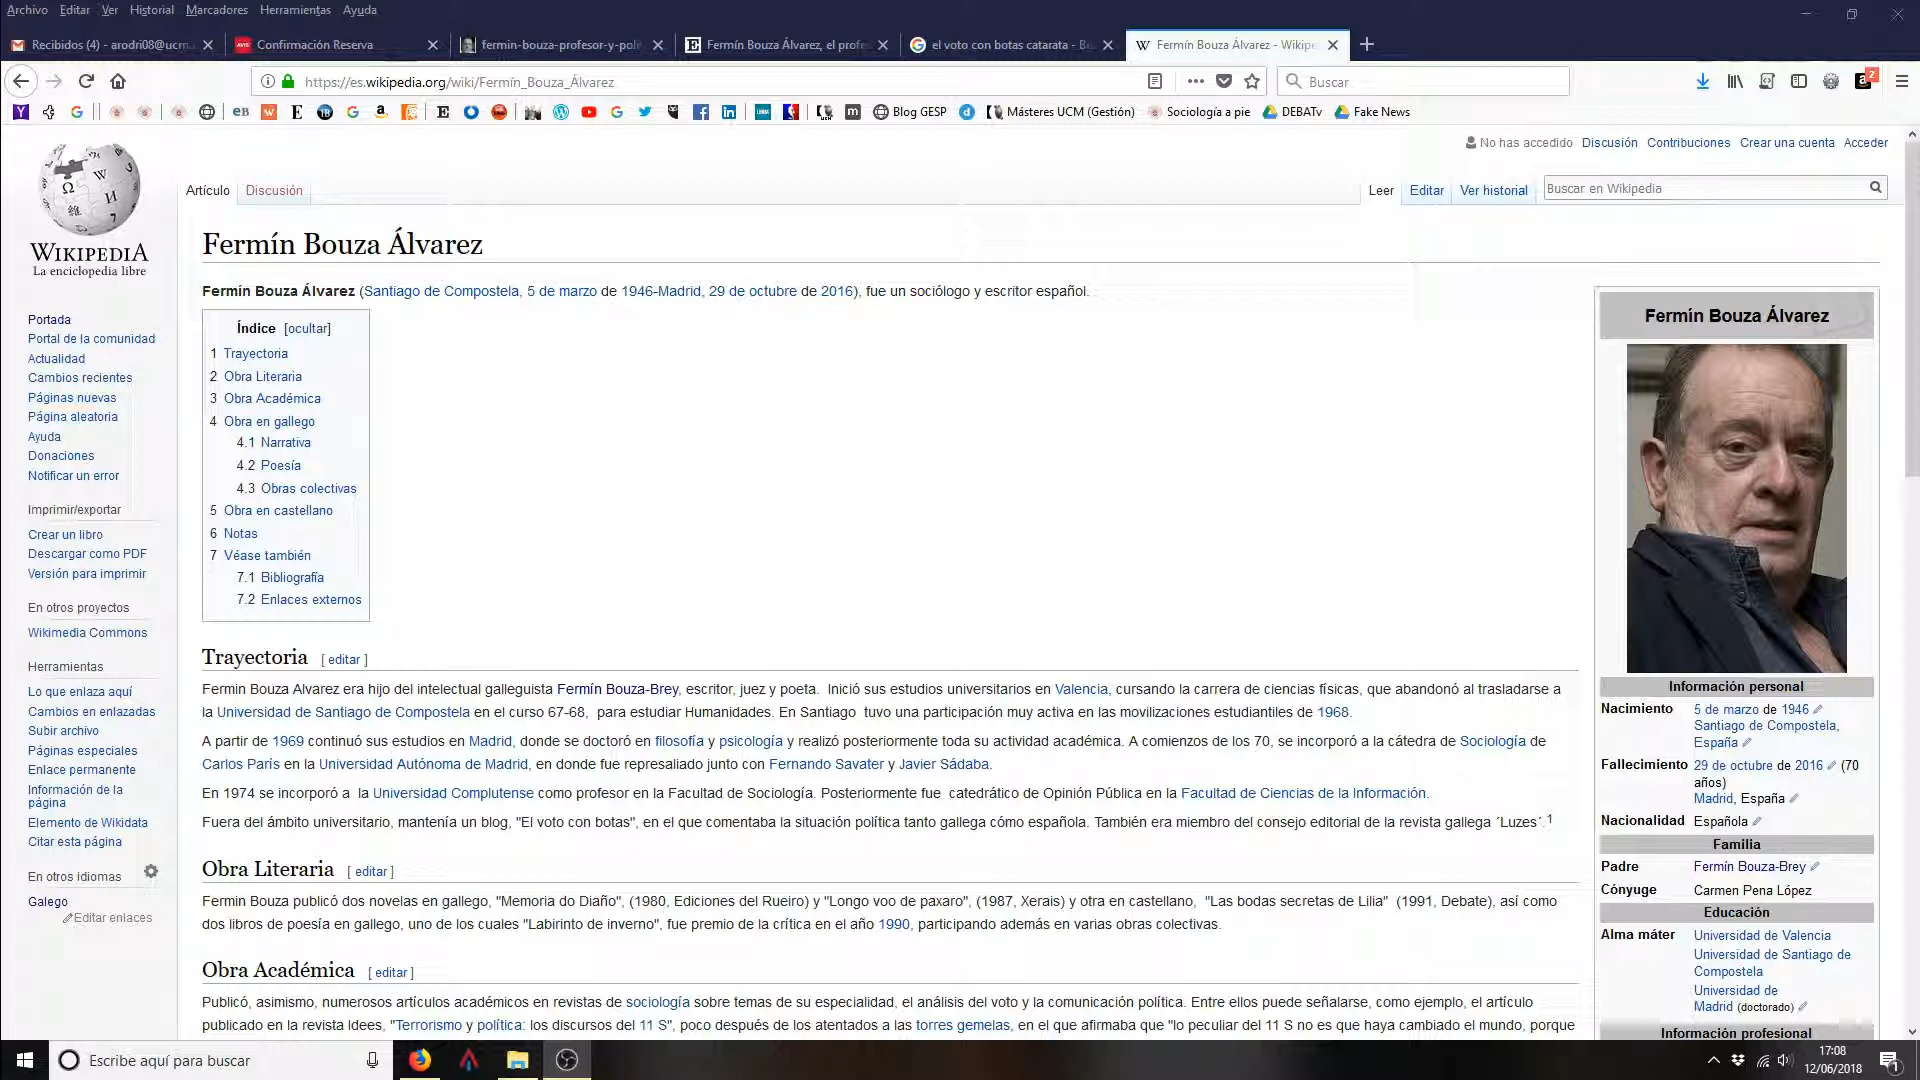 Archivo Editar Ver Historial Marcadores Herramientas Ayuda
Recibidos (4) - arodri08@ucm
Confirmación Reserva
fermin-bouza-profesor-y-polí
Fermín Bouza Álvarez, el profe
el voto con botas catarata - Bu
Fermín Bouza Álvarez - Wikipe
https://es.wikipedia.org/wiki/Fermín_Bouza_Álvarez
Buscar
2
Blog GESP
Másteres UCM (Gestión)
Sociología a pie
DEBATv
Fake News
No has accedido Discusión Contribuciones Crear una cuenta Acceder
Artículo Discusión
Leer Editar Ver historial
Buscar en Wikipedia
WIKIPEDIA
La enciclopedia libre
Portada
Portal de la comunidad
Actualidad
Cambios recientes
Páginas nuevas
Página aleatoria
Ayuda
Donaciones
Notificar un error
Imprimir/exportar
Crear un libro
Descargar como PDF
Versión para imprimir
En otros proyectos
Wikimedia Commons
Herramientas
Lo que enlaza aquí
Cambios en enlazadas
Subir archivo
Páginas especiales
Enlace permanente
Información de la
página
Elemento de Wikidata
Citar esta página
En otros idiomas
Galego
Editar enlaces
Fermín Bouza Álvarez
Fermín Bouza Álvarez (Santiago de Compostela, 5 de marzo de 1946-Madrid, 29 de octubre de 2016), fue un sociólogo y escritor español.
Índice [ocultar]
1 Trayectoria
2 Obra Literaria
3 Obra Académica
4 Obra en gallego
4.1 Narrativa
4.2 Poesía
4.3 Obras colectivas
5 Obra en castellano
6 Notas
7 Véase también
7.1 Bibliografía
7.2 Enlaces externos
Trayectoria [ editar ]
Fermin Bouza Alvarez era hijo del intelectual galleguista Fermín Bouza-Brey, escritor, juez y poeta. Inició sus estudios universitarios en Valencia, cursando la carrera de ciencias físicas, que abandonó al trasladarse a
la Universidad de Santiago de Compostela en el curso 67-68, para estudiar Humanidades. En Santiago tuvo una participación muy activa en las movilizaciones estudiantiles de 1968.
A partir de 1969 continuó sus estudios en Madrid, donde se doctoró en filosofía y psicología y realizó posteriormente toda su actividad académica. A comienzos de los 70, se incorporó a la cátedra de Sociología de
Carlos París en la Universidad Autónoma de Madrid, en donde fue represaliado junto con Fernando Savater y Javier Sádaba.
En 1974 se incorporó a la Universidad Complutense como profesor en la Facultad de Sociología. Posteriormente fue catedrático de Opinión Pública en la Facultad de Ciencias de la Información.
Fuera del ámbito universitario, mantenía un blog, "El voto con botas", en el que comentaba la situación política tanto gallega cómo española. También era miembro del consejo editorial de la revista gallega ´Luzes´.1
Obra Literaria [ editar ]
Fermin Bouza publicó dos novelas en gallego, "Memoria do Diaño", (1980, Ediciones del Rueiro) y "Longo voo de paxaro", (1987, Xerais) y otra en castellano, "Las bodas secretas de Lilia" (1991, Debate), así como
dos libros de poesía en gallego, uno de los cuales "Labirinto de inverno", fue premio de la crítica en el año 1990, participando además en varias obras colectivas.
Obra Académica [ editar ]
Publicó, asimismo, numerosos artículos académicos en revistas de sociología sobre temas de su especialidad, el análisis del voto y la comunicación política. Entre ellos puede señalarse, como ejemplo, el artículo
publicado en la revista Idees, "Terrorismo y política: los discursos del 11 S", poco después de los atentados a las torres gemelas, en el que afirmaba que "lo peculiar del 11 S no es que haya cambiado el mundo, porque
Fermín Bouza Álvarez
Información personal
Nacimiento 5 de marzo de 1946
Santiago de Compostela,
España
Fallecimiento 29 de octubre de 2016 (70
años)
Madrid, España
Nacionalidad Española
Familia
Padre Fermín Bouza-Brey
Cónyuge Carmen Pena López
Educación
Alma máter Universidad de Valencia
Universidad de Santiago de
Compostela
Universidad de
Madrid (doctorado)
Información profesional
Escribe aquí para buscar
17:08
12/06/2018
1